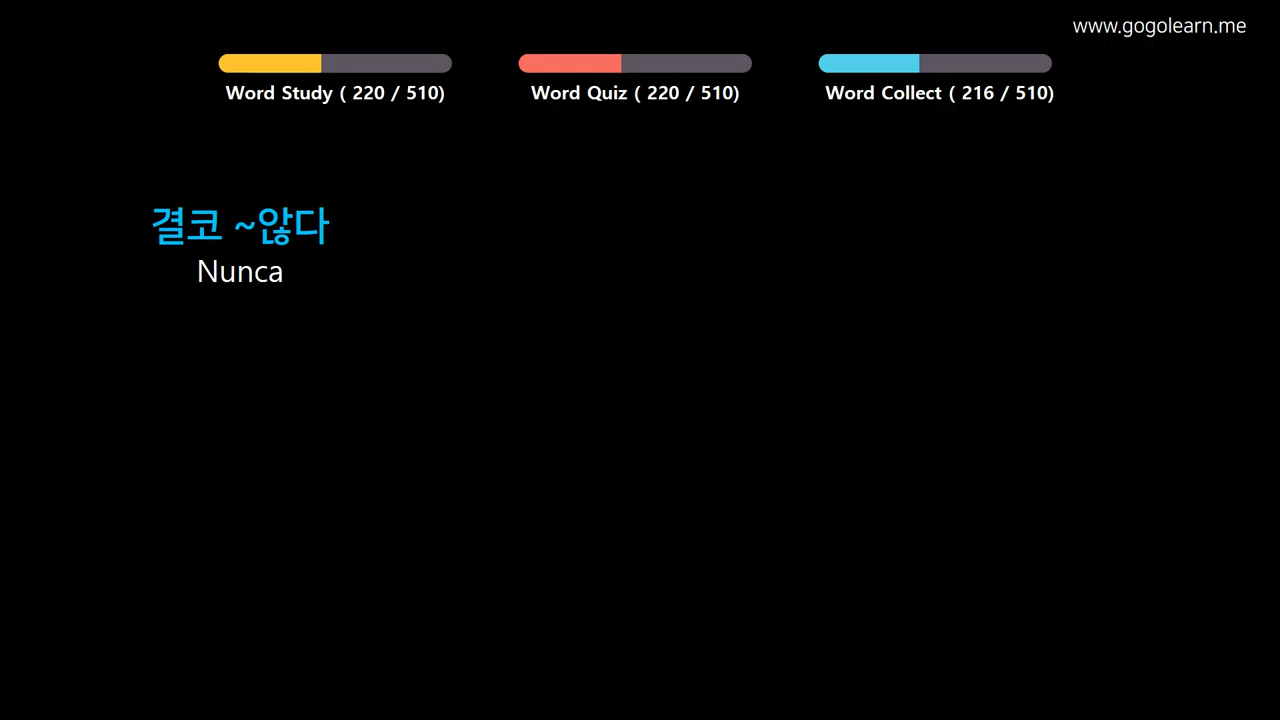 www.gogolearn.me
Word Study ( 220 / 510)
Word Quiz ( 220 / 510)
Word Collect ( 216 / 510)
결코 ~않다
Nunca